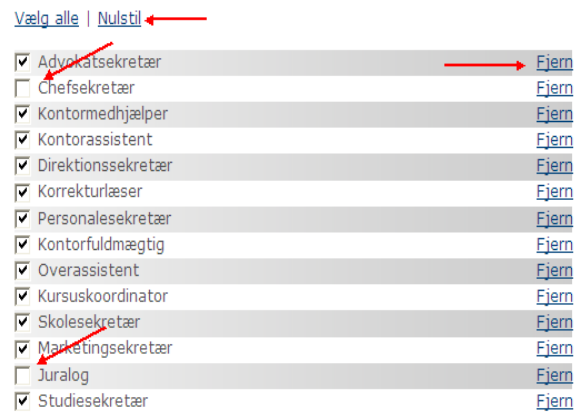 Vælg alle | Nulstil
Advokatsekretær Fjern
Chefsekretær Fjern
Kontormedhjælper Fjern
Kontorassistent Fjern
Direktionssekretær Fjern
Korrekturlæser Fjern
Personalesekretær Fjern
Kontorfuldmægtig Fjern
Overassistent Fjern
Kursuskoordinator Fjern
Skolesekretær Fjern
Marketingsekretær Fjern
Juralog Fjern
Studiesekretær Fjern